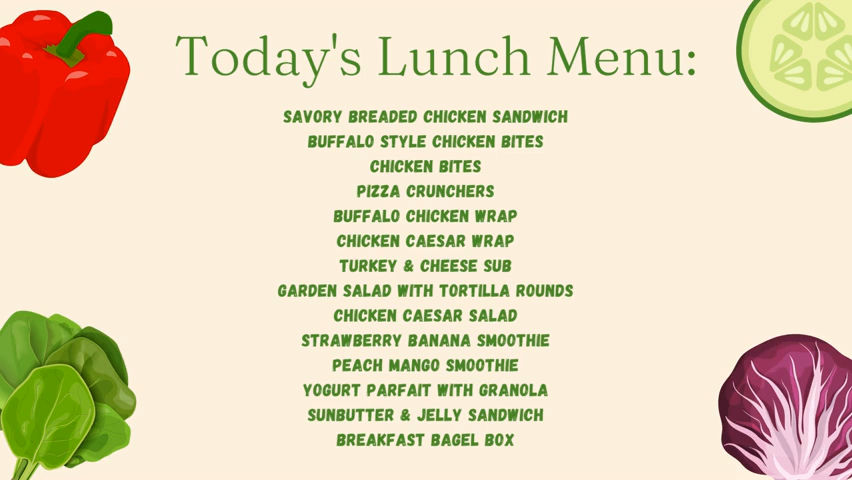 Today's Lunch Menu:
SAVORY BREADED CHICKEN SANDWICH
BUFFALO STYLE CHICKEN BITES
CHICKEN BITES
PIZZA CRUNCHERS
BUFFALO CHICKEN WRAP
CHICKEN CAESAR WRAP
TURKEY & CHEESE SUB
GARDEN SALAD WITH TORTILLA ROUNDS
CHICKEN CAESAR SALAD
STRAWBERRY BANANA SMOOTHIE
PEACH MANGO SMOOTHIE
YOGURT PARFAIT WITH GRANOLA
SUNBUTTER & JELLY SANDWICH
BREAKFAST BAGEL BOX